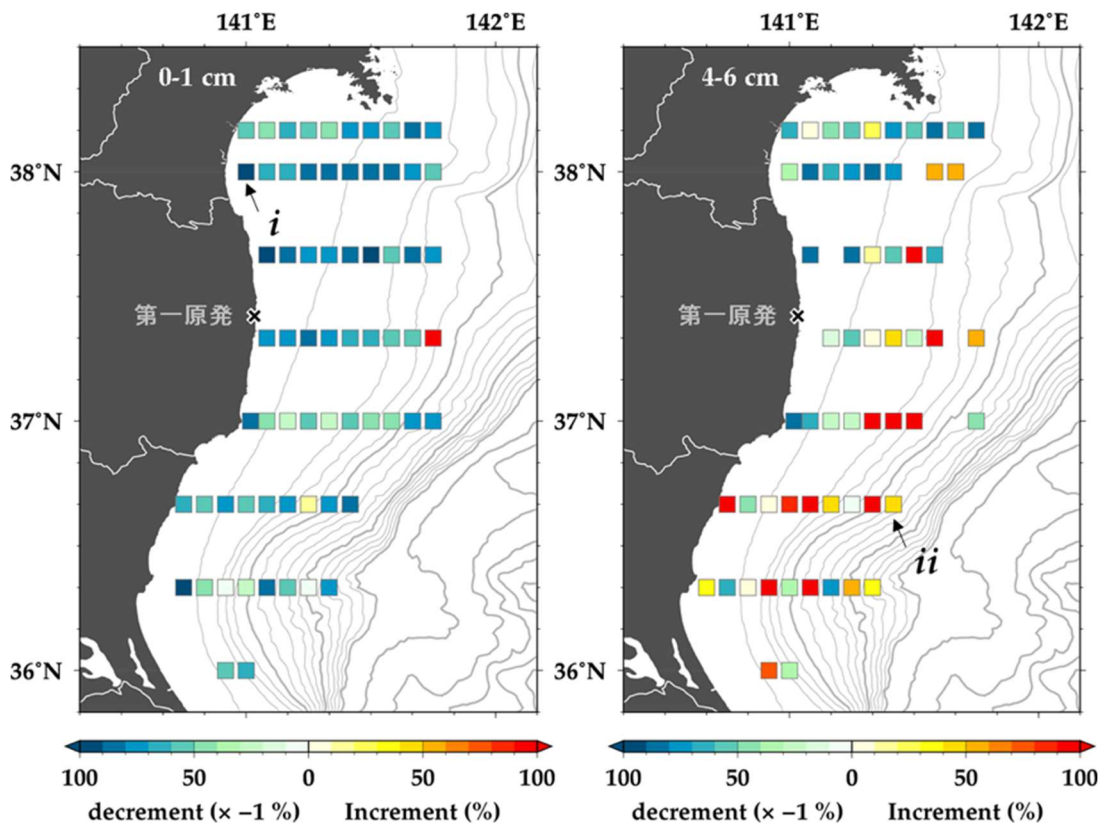 141°E 142°E 141°E 142°E
0-1 cm 4-6 cm
38°N 38°N
i
第一原発 第一原発
37°N 37°N
ii
36°N 36°N
100 50 0 50 100 100 50 0 50 100
decrement (× −1 %) Increment (%) decrement (× −1 %) Increment (%)